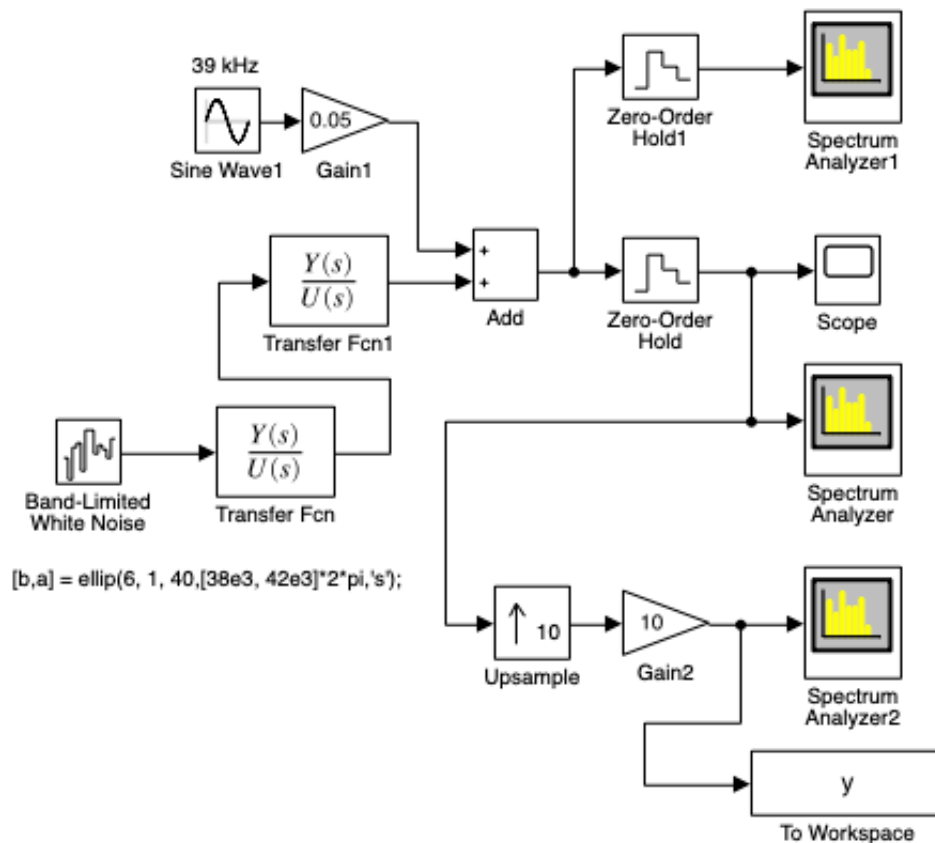 39 kHz
Sine Wave1
0.05
Gain1
Zero-Order
Hold1
Spectrum
Analyzer1
Y(s)
U(s)
Transfer Fcn1
+
+
Add
Zero-Order
Hold
Scope
Band-Limited
White Noise
Y(s)
U(s)
Transfer Fcn
Spectrum
Analyzer
[b,a] = ellip(6, 1, 40,[38e3, 42e3]*2*pi,'s');
10
Upsample
10
Gain2
Spectrum
Analyzer2
y
To Workspace